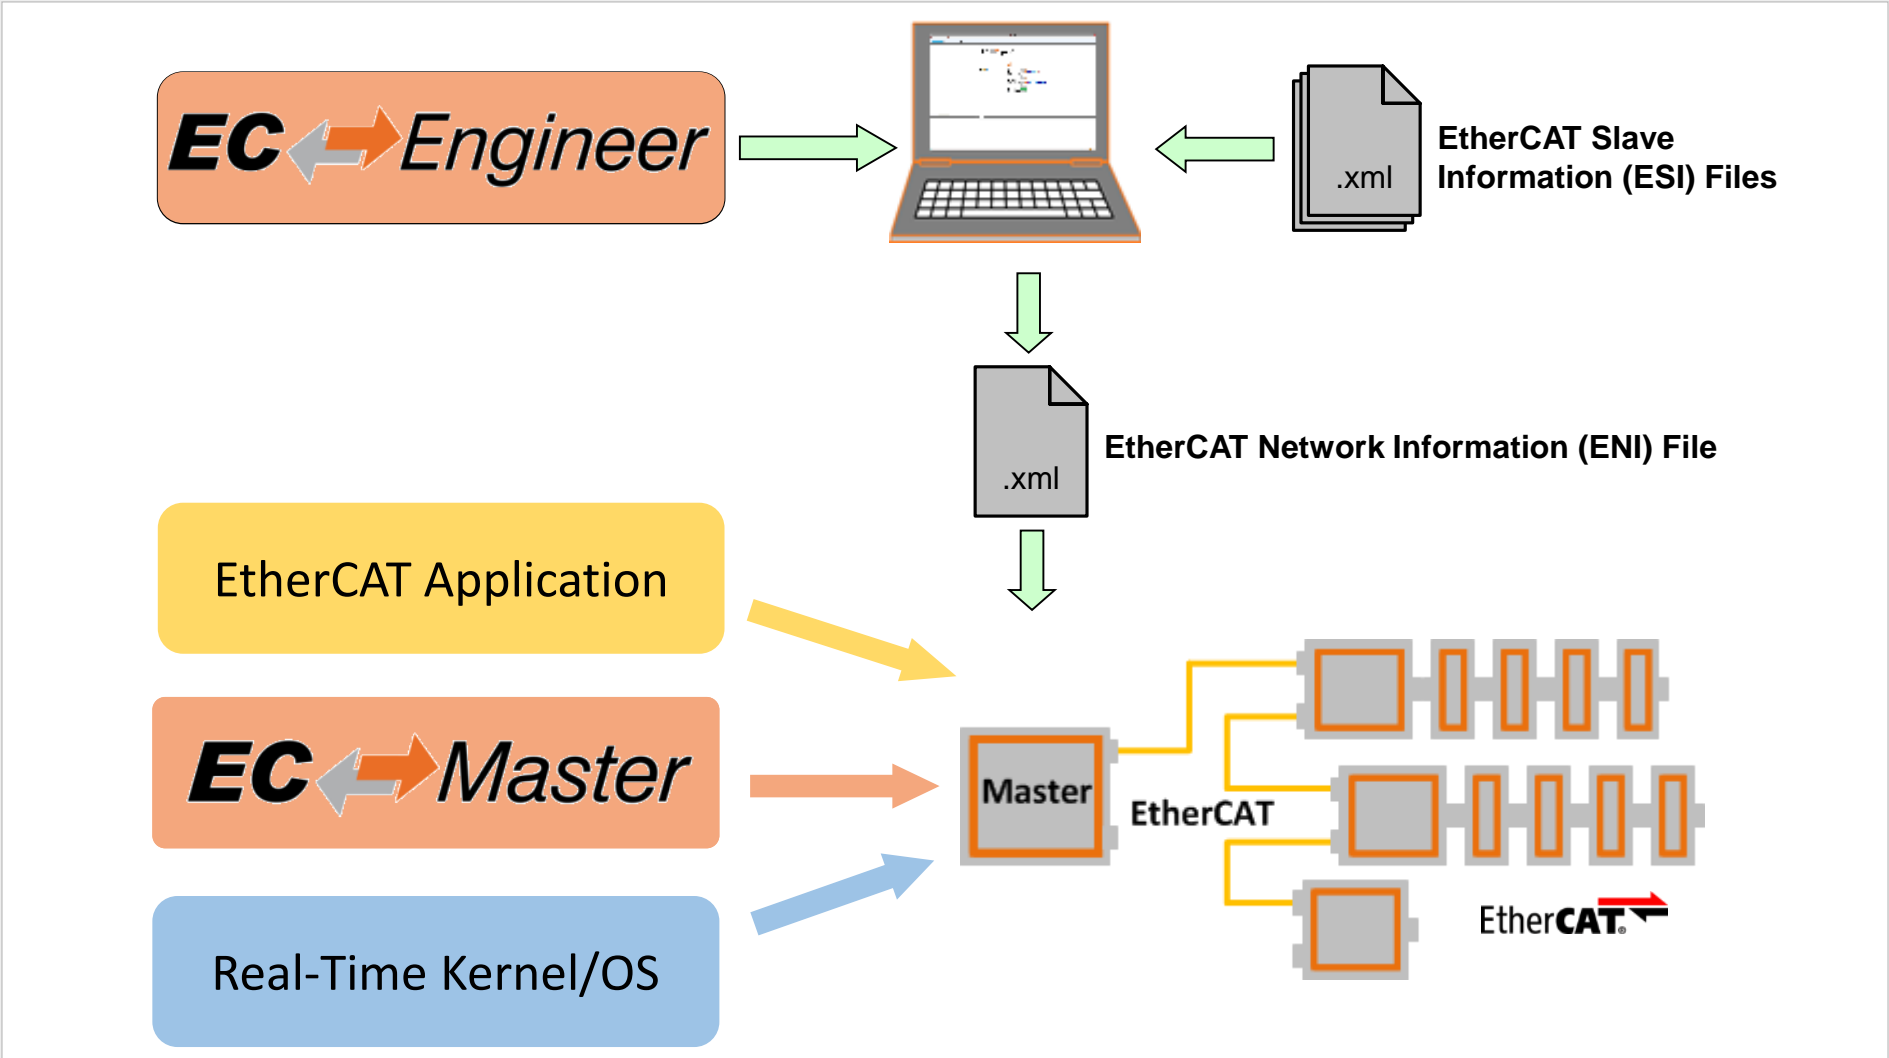 EC Engineer
.xml
EtherCAT Slave
Information (ESI) Files
.xml
EtherCAT Network Information (ENI) File
EtherCAT Application
EC Master
Master
EtherCAT
EtherCAT®
Real-Time Kernel/OS